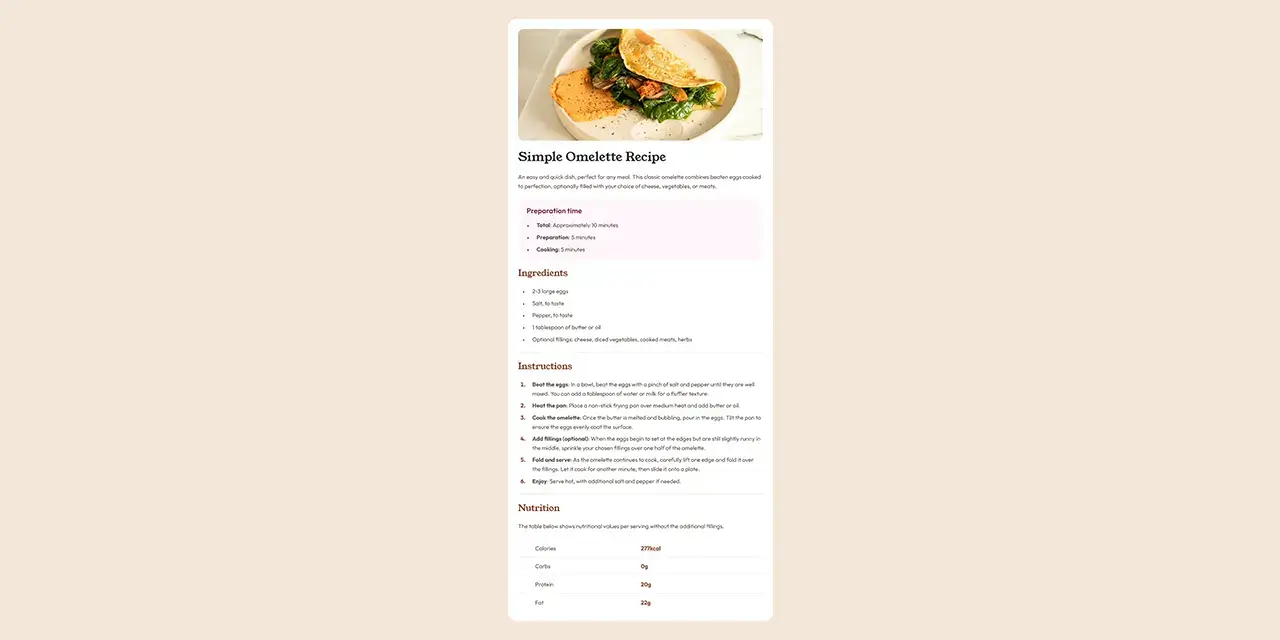 Simple Omelette Recipe
An easy and quick dish, perfect for any meal. This classic omelette combines beaten eggs cooked
to perfection, optionally filled with your choice of cheese, vegetables, or meats.
Preparation time
• Total: Approximately 10 minutes
• Preparation: 5 minutes
• Cooking: 5 minutes
Ingredients
• 2-3 large eggs
• Salt, to taste
• Pepper, to taste
• 1 tablespoon of butter or oil
• Optional fillings: cheese, diced vegetables, cooked meats, herbs
Instructions
1. Beat the eggs: In a bowl, beat the eggs with a pinch of salt and pepper until they are well
mixed. You can add a tablespoon of water or milk for a fluffier texture.
2. Heat the pan: Place a non-stick frying pan over medium heat and add butter or oil.
3. Cook the omelette: Once the butter is melted and bubbling, pour in the eggs. Tilt the pan to
ensure the eggs evenly coat the surface.
4. Add fillings (optional): When the eggs begin to set at the edges but are still slightly runny in
the middle, sprinkle your chosen fillings over one half of the omelette.
5. Fold and serve: As the omelette continues to cook, carefully lift one edge and fold it over
the fillings. Let it cook for another minute, then slide it onto a plate.
6. Enjoy: Serve hot, with additional salt and pepper if needed.
Nutrition
The table below shows nutritional values per serving without the additional fillings.
Calories 277kcal
Carbs 0g
Protein 20g
Fat 22g